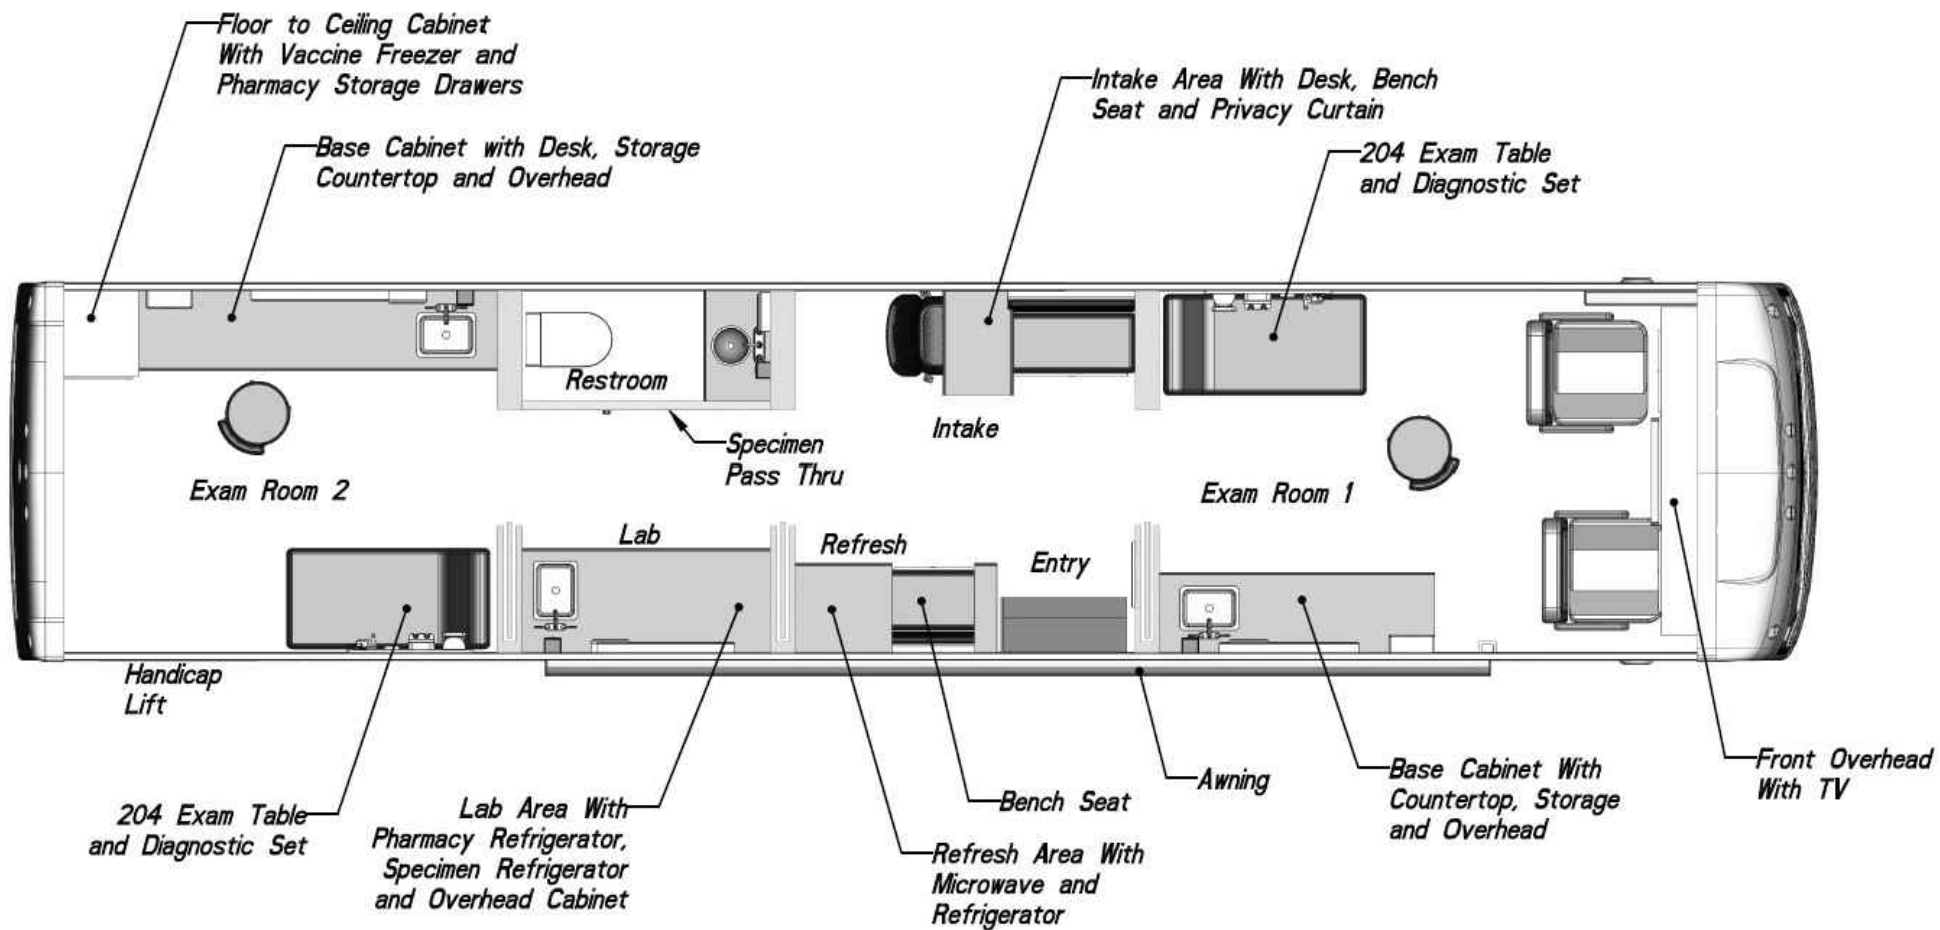 Floor to Ceiling Cabinet
With Vaccine Freezer and
Pharmacy Storage Drawers
Intake Area With Desk, Bench
Seat and Privacy Curtain
Base Cabinet with Desk, Storage
Countertop and Overhead
204 Exam Table
and Diagnostic Set
Restroom
Intake
Specimen
Pass Thru
Exam Room 2
Exam Room 1
Lab
Refresh
Entry
Handicap
Lift
204 Exam Table
and Diagnostic Set
Lab Area With
Pharmacy Refrigerator,
Specimen Refrigerator
and Overhead Cabinet
Bench Seat
Refresh Area With
Microwave and
Refrigerator
Awning
Base Cabinet With
Countertop, Storage
and Overhead
Front Overhead
With TV